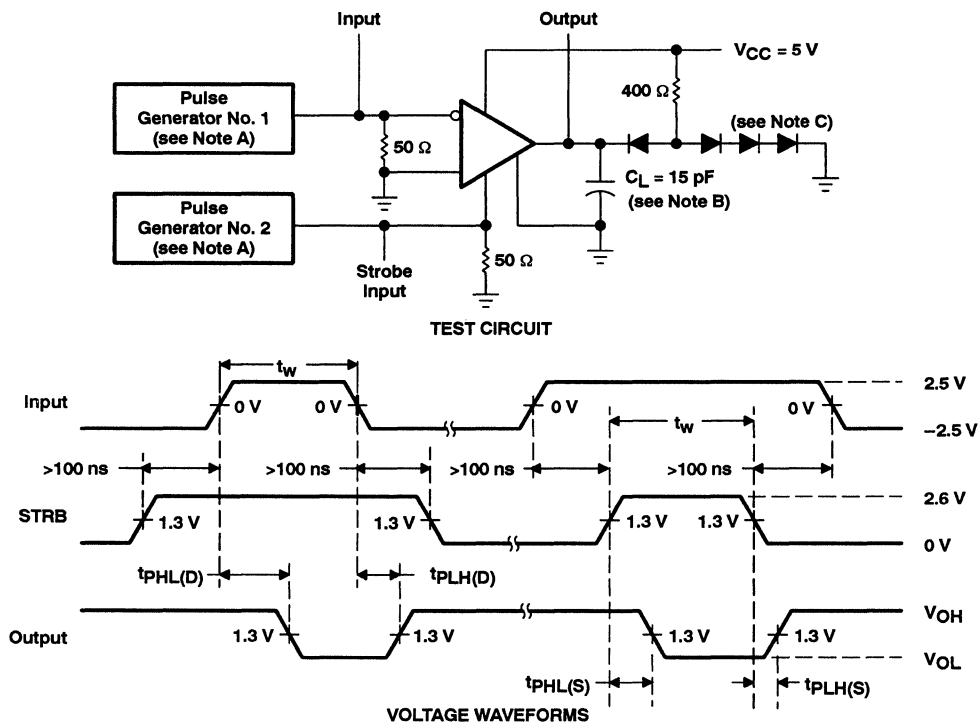 Input
Output
VCC = 5 V
Pulse
Generator No. 1
(see Note A)
400 Ω
(see Note C)
50 Ω
CL = 15 pF
(see Note B)
Pulse
Generator No. 2
(see Note A)
Strobe
Input
50 Ω
TEST CIRCUIT
tw
Input
0 V
0 V
0 V
0 V
2.5 V
–2.5 V
tw
>100 ns
>100 ns
>100 ns
>100 ns
STRB
1.3 V
1.3 V
1.3 V
1.3 V
2.6 V
0 V
tPHL(D)
tPLH(D)
Output
1.3 V
1.3 V
1.3 V
1.3 V
VOH
VOL
tPHL(S)
tPLH(S)
VOLTAGE WAVEFORMS